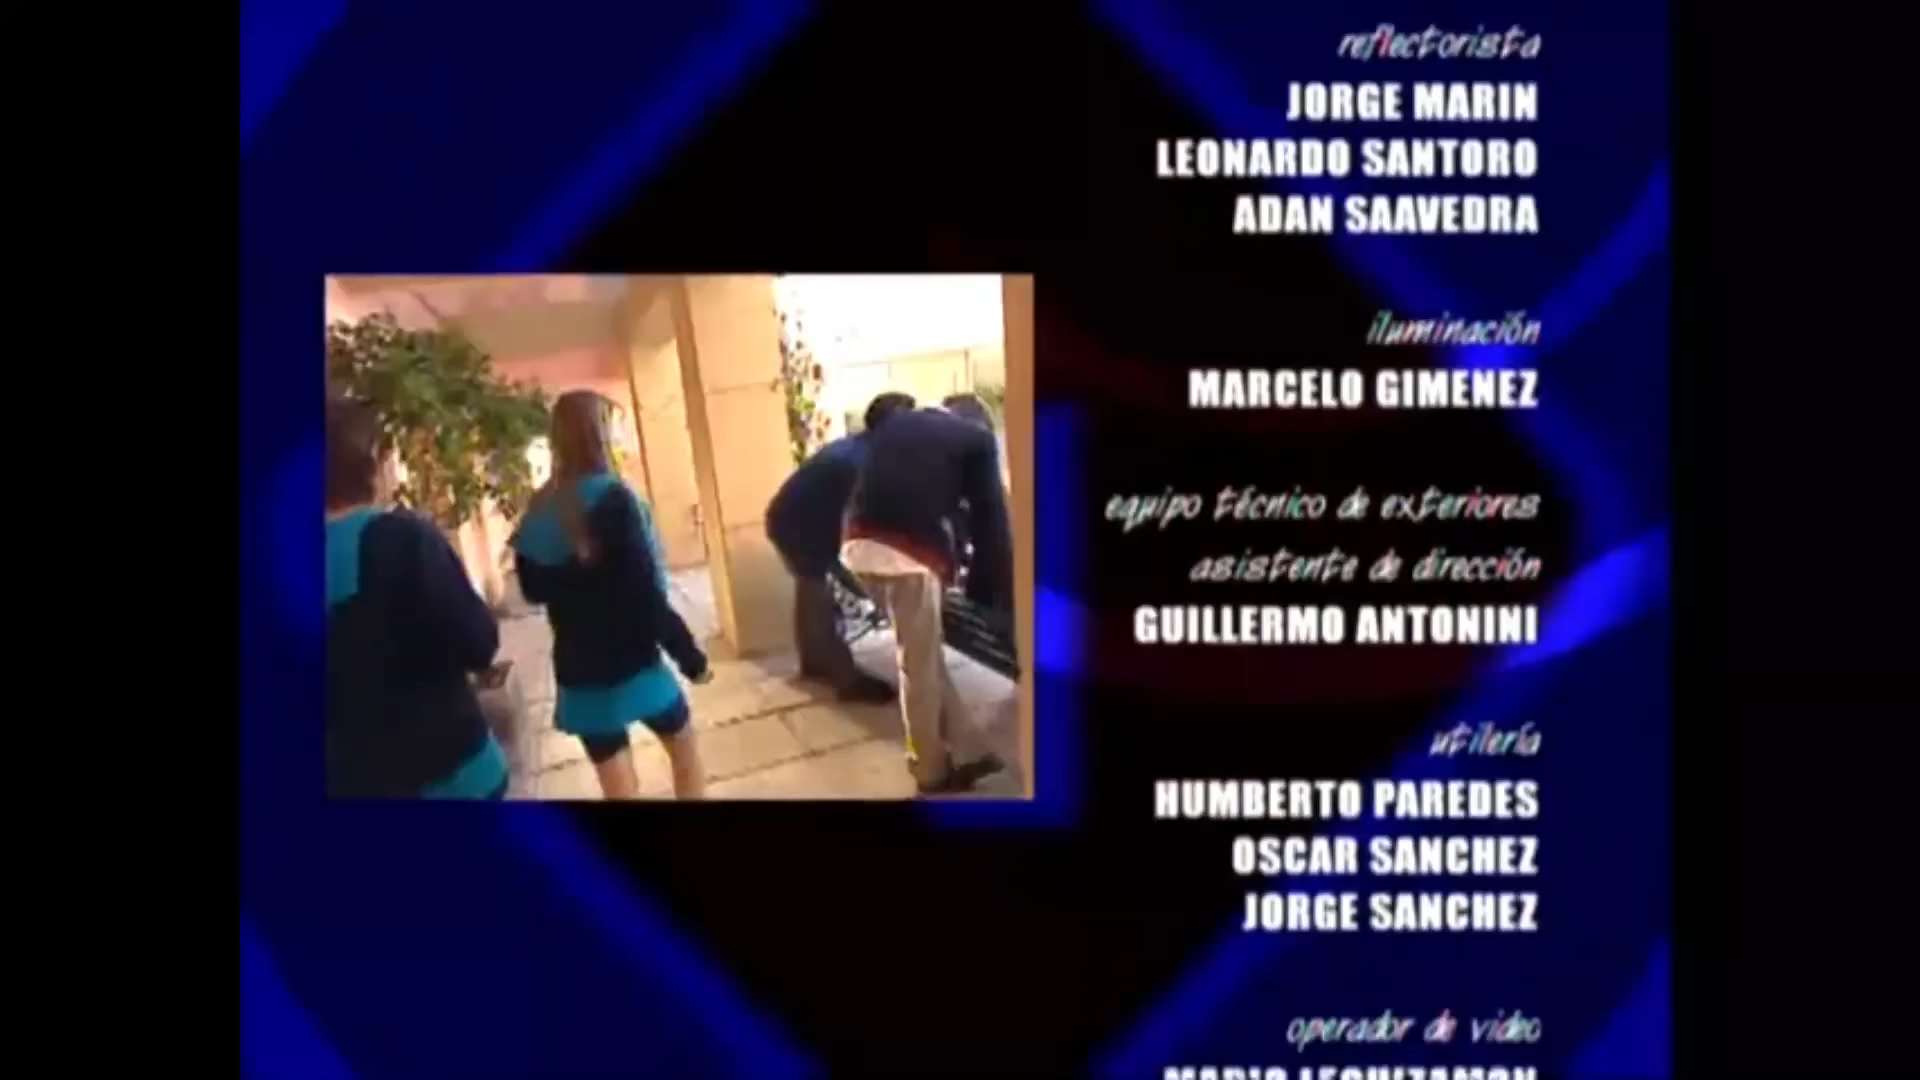 reflectorista
JORGE MARIN
LEONARDO SANTORO
ADAN SAAVEDRA
iluminación
MARCELO GIMENEZ
equipo técnico de exteriores
asistente de dirección
GUILLERMO ANTONINI
utilería
HUMBERTO PAREDES
OSCAR SANCHEZ
JORGE SANCHEZ
operador de video